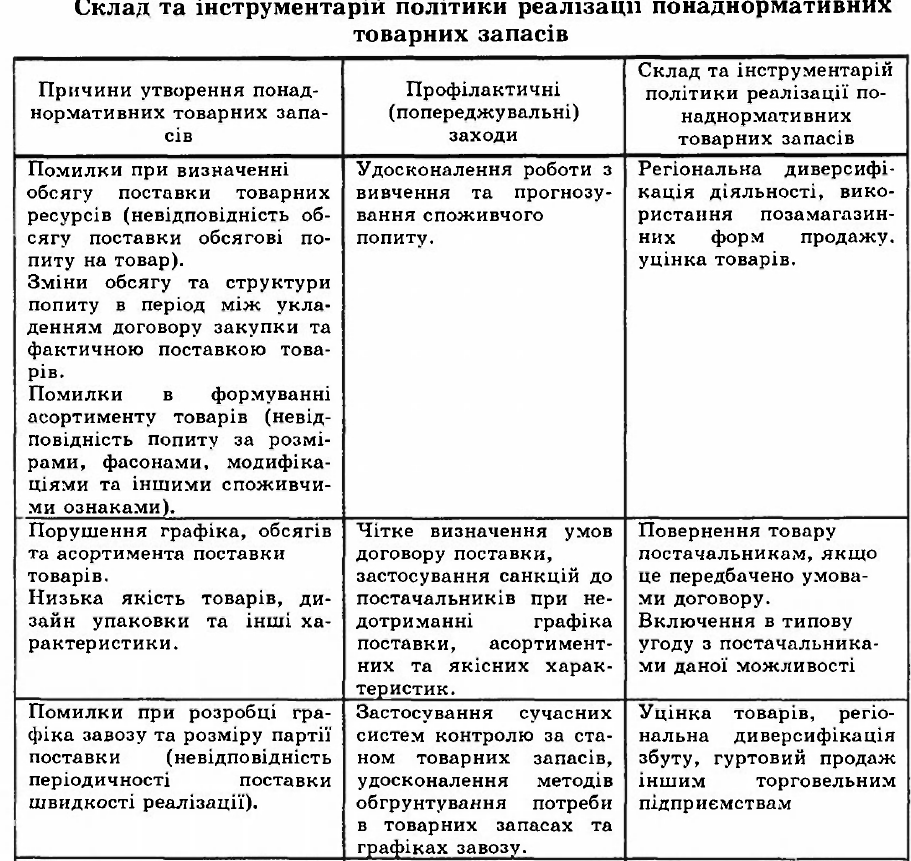 Склад та інструментарій політики реалізації понаднормативних
товарних запасів
Причини утворення понад-
нормативних товарних запа-
сів
Профілактичні
(попереджувальні)
заходи
Склад та інструментарій
політики реалізації по-
наднормативних
товарних запасів
Помилки при визначенні
обсягу поставки товарних
ресурсів (невідповідність об-
сягу поставки обсягові по-
питу на товар).
Зміни обсягу та структури
попиту в період між укла-
денням договору закупки та
фактичною поставкою това-
рів.
Помилки в формуванні
асортименту товарів (невід-
повідність попиту за розмі-
рами, фасонами, модифіка-
ціями та іншими споживчи-
ми ознаками).
Удосконалення роботи з
вивчення та прогнозу-
вання споживчого
попиту.
Регіональна диверсифі-
кація діяльності, вико-
ристання позамагазин-
них форм продажу.
уцінка товарів.
Порушення графіка, обсягів
та асортимента поставки
товарів.
Низька якість товарів, ди-
зайн упаковки та інші ха-
рактеристики.
Чітке визначення умов
договору поставки,
застосування санкцій до
постачальників при не-
дотриманні графіка
поставки, асортимент-
них та якісних харак-
теристик.
Повернення товару
постачальникам, якщо
це передбачено умова-
ми договору.
Включення в типову
угоду з постачальника-
ми даної можливості
Помилки при розробці гра-
фіка завозу та розміру партії
поставки (невідповідність
періодичності поставки
швидкості реалізації).
Застосування сучасних
систем контролю за ста-
ном товарних запасів,
удосконалення методів
обгрунтування потреби
в товарних запасах та
графіках завозу.
Уцінка товарів, регіо-
нальна диверсифікація
збуту, гуртовий продаж
іншим торговельним
підприємствам